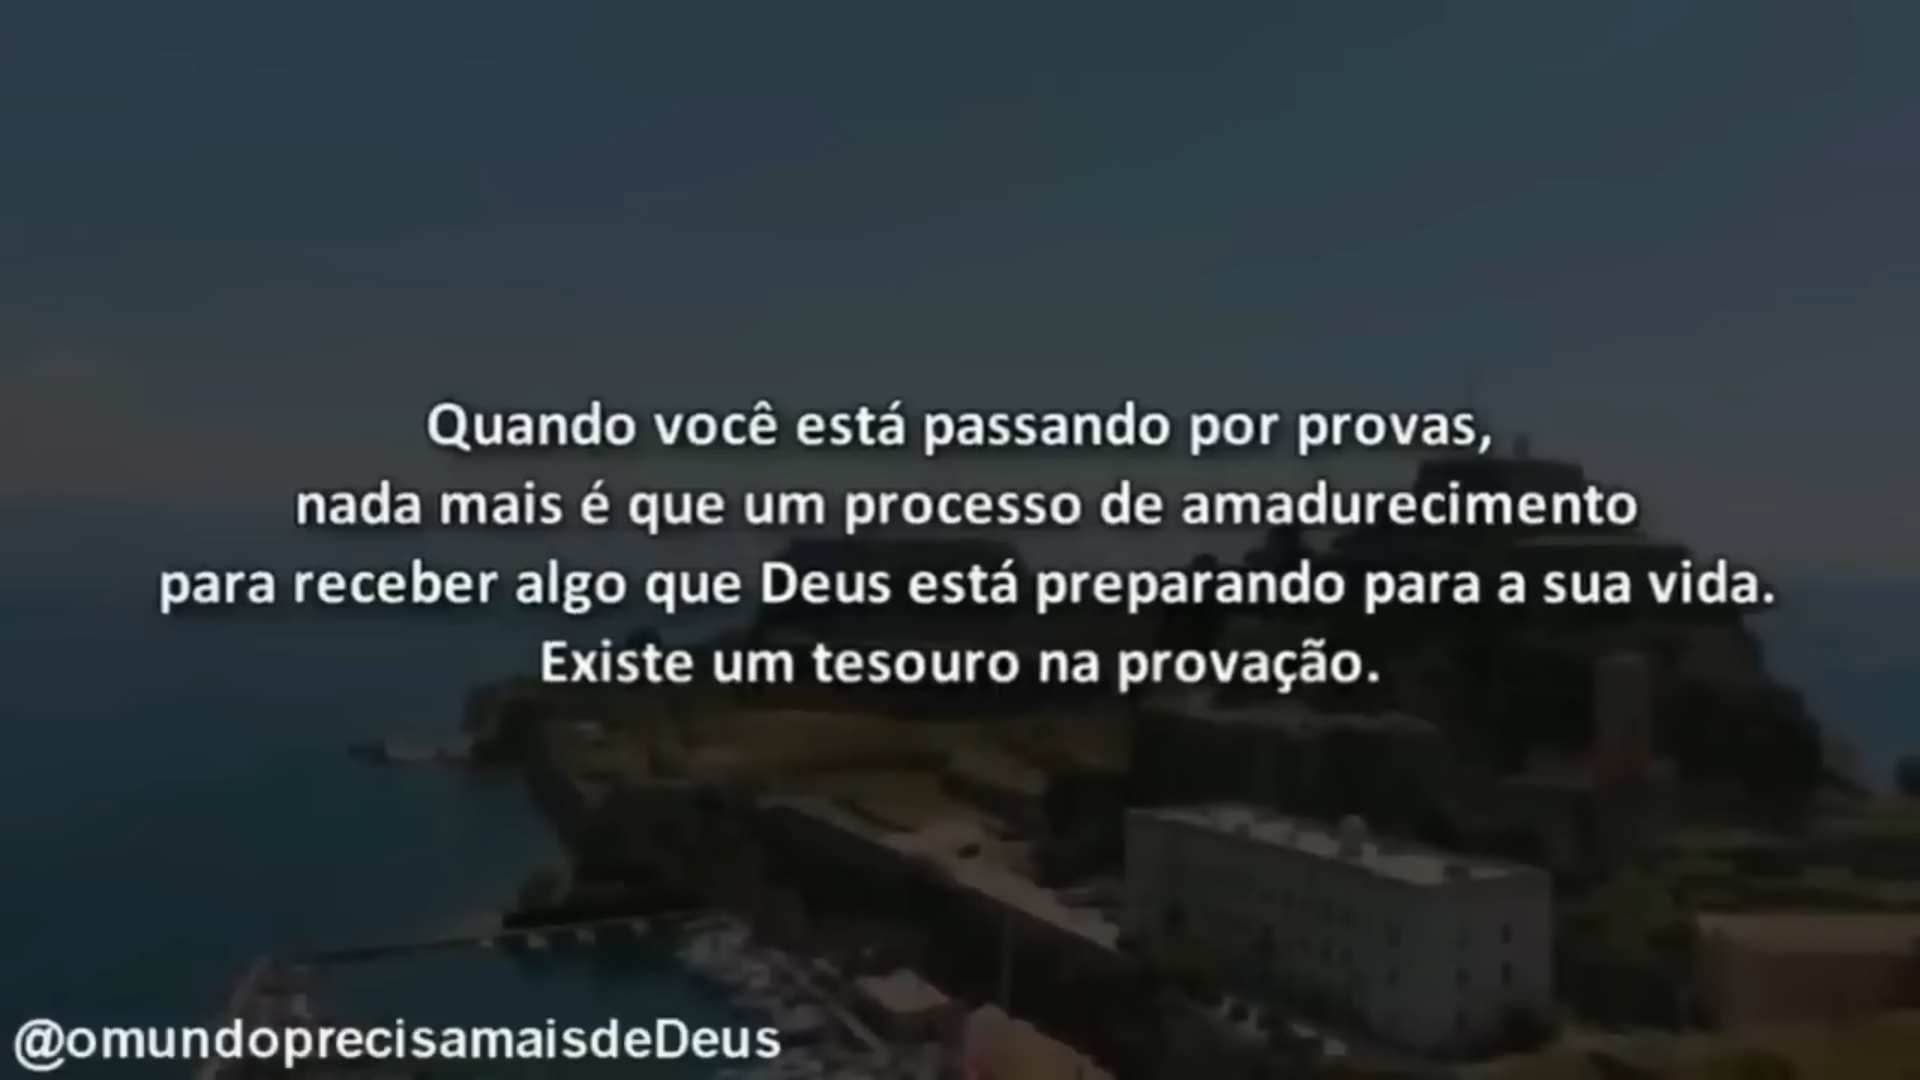 Quando você está passando por provas,
nada mais é que um processo de amadurecimento
para receber algo que Deus está preparando para a sua vida.
Existe um tesouro na provação.
@omundoprecisamaisdeDeus